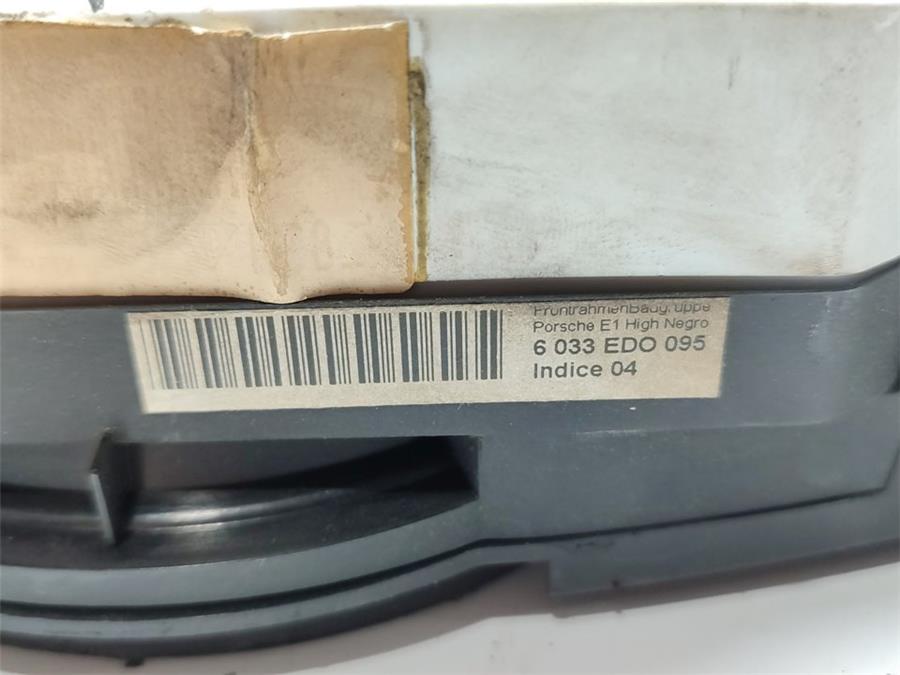 FrontrahmenBaugruppe
Porsche E1 High Negro
6 033 EDO 095
Indice 04